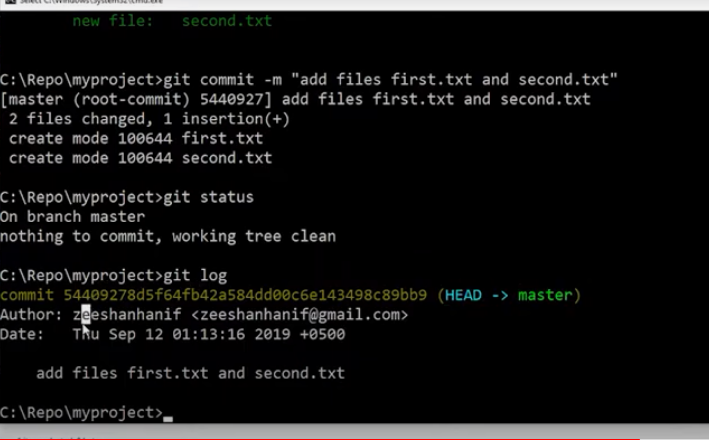 Select C:\Windows\System32\cmd.exe
new file:   second.txt
C:\Repo\myproject>git commit -m "add files first.txt and second.txt"
[master (root-commit) 5440927] add files first.txt and second.txt
 2 files changed, 1 insertion(+)
 create mode 100644 first.txt
 create mode 100644 second.txt
C:\Repo\myproject>git status
On branch master
nothing to commit, working tree clean
C:\Repo\myproject>git log
commit 54409278d5f64fb42a584dd00c6e143498c89bb9 (HEAD -> master)
Author: zeeshanhanif <zeeshanhanif@gmail.com>
Date:   Thu Sep 12 01:13:16 2019 +0500
    add files first.txt and second.txt
C:\Repo\myproject>